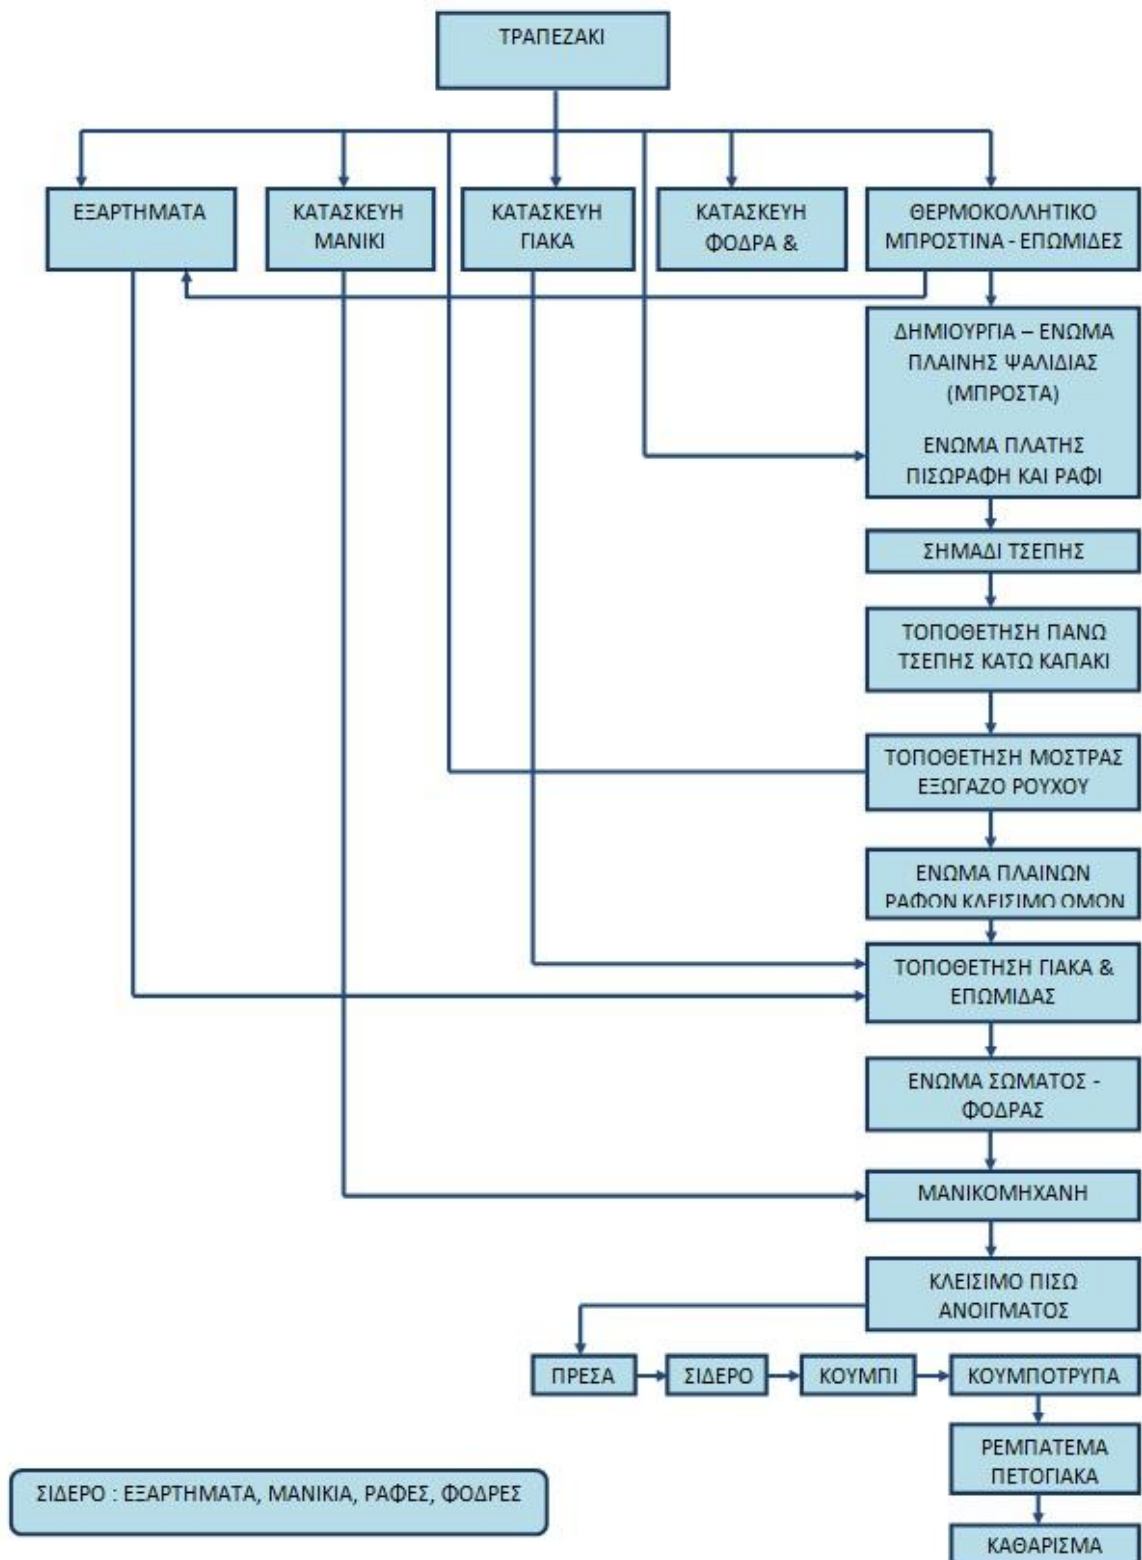 ΤΡΑΠΕΖΑΚΙ
ΕΞΑΡΤΗΜΑΤΑ
ΚΑΤΑΣΚΕΥΗ
ΜΑΝΙΚΙ
ΚΑΤΑΣΚΕΥΗ
ΓΙΑΚΑ
ΚΑΤΑΣΚΕΥΗ
ΦΟΔΡΑ &
ΘΕΡΜΟΚΟΛΛΗΤΙΚΟ
ΜΠΡΟΣΤΙΝΑ - ΕΠΩΜΙΔΕΣ
ΔΗΜΙΟΥΡΓΙΑ – ΕΝΩΜΑ
ΠΛΑΙΝΗΣ ΨΑΛΙΔΙΑΣ
(ΜΠΡΟΣΤΑ)
ΕΝΩΜΑ ΠΛΑΤΗΣ
ΠΙΣΩΡΑΦΗ ΚΑΙ ΡΑΦΙ
ΣΗΜΑΔΙ ΤΣΕΠΗΣ
ΤΟΠΟΘΕΤΗΣΗ ΠΑΝΩ
ΤΣΕΠΗΣ ΚΑΤΩ ΚΑΠΑΚΙ
ΤΟΠΟΘΕΤΗΣΗ ΜΟΣΤΡΑΣ
ΕΞΩΓΑΖΟ ΡΟΥΧΟΥ
ΕΝΩΜΑ ΠΛΑΙΝΩΝ
ΡΑΦΩΝ ΚΛΕΙΣΙΜΟ ΩΜΩΝ
ΤΟΠΟΘΕΤΗΣΗ ΓΙΑΚΑ &
ΕΠΩΜΙΔΑΣ
ΕΝΩΜΑ ΣΩΜΑΤΟΣ -
ΦΟΔΡΑΣ
ΜΑΝΙΚΟΜΗΧΑΝΗ
ΚΛΕΙΣΙΜΟ ΠΙΣΩ
ΑΝΟΙΓΜΑΤΟΣ
ΠΡΕΣΑ
ΣΙΔΕΡΟ
ΚΟΥΜΠΙ
ΚΟΥΜΠΟΤΡΥΠΑ
ΡΕΜΠΑΤΕΜΑ
ΠΕΤΟΓΙΑΚΑ
ΚΑΘΑΡΙΣΜΑ
ΣΙΔΕΡΟ : ΕΞΑΡΤΗΜΑΤΑ, ΜΑΝΙΚΙΑ, ΡΑΦΕΣ, ΦΟΔΡΕΣ